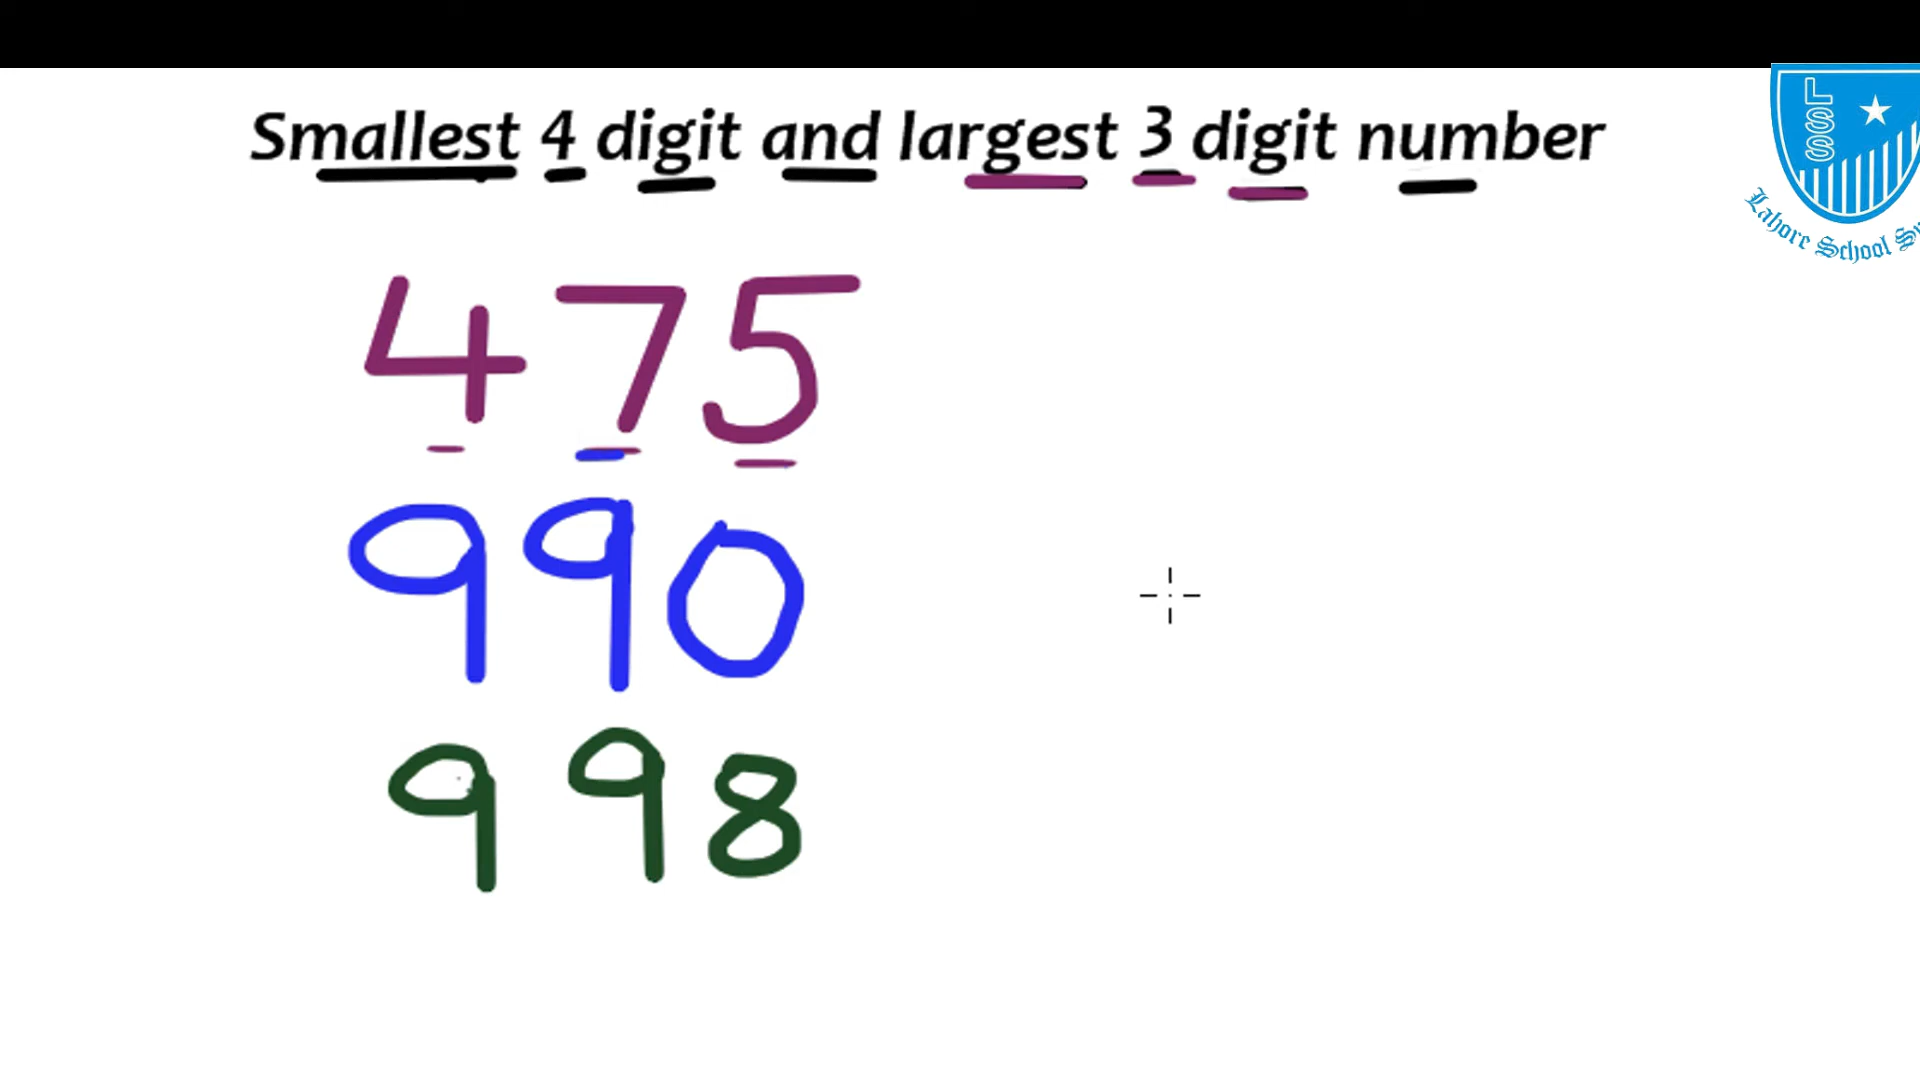 Smallest 4 digit and largest 3 digit number
LSS
Lahore School
475
990
998